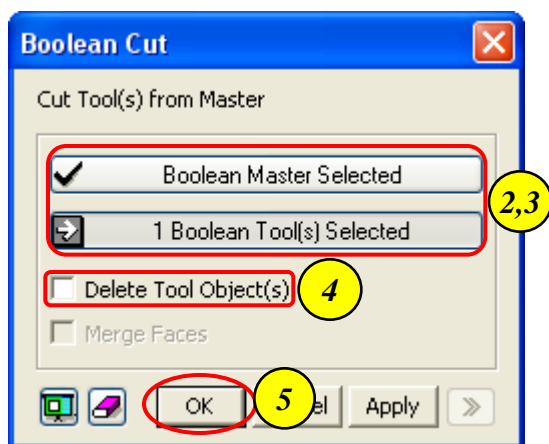 Boolean Cut
Cut Tool(s) from Master
Boolean Master Selected
2,3
1 Boolean Tool(s) Selected
Delete Tool Object(s)
4
Merge Faces
OK
5
Apply